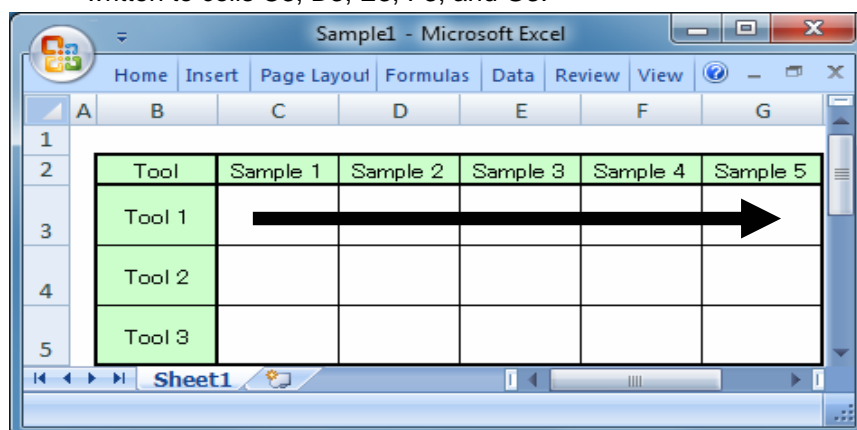 written to cells C3, D3, E3, F3, and G3.
Sample1 - Microsoft Excel
Home Insert Page Layout Formulas Data Review View
A B C D E F G
1
2 Tool Sample 1 Sample 2 Sample 3 Sample 4 Sample 5
3 Tool 1
4 Tool 2
5 Tool 3
Sheet1